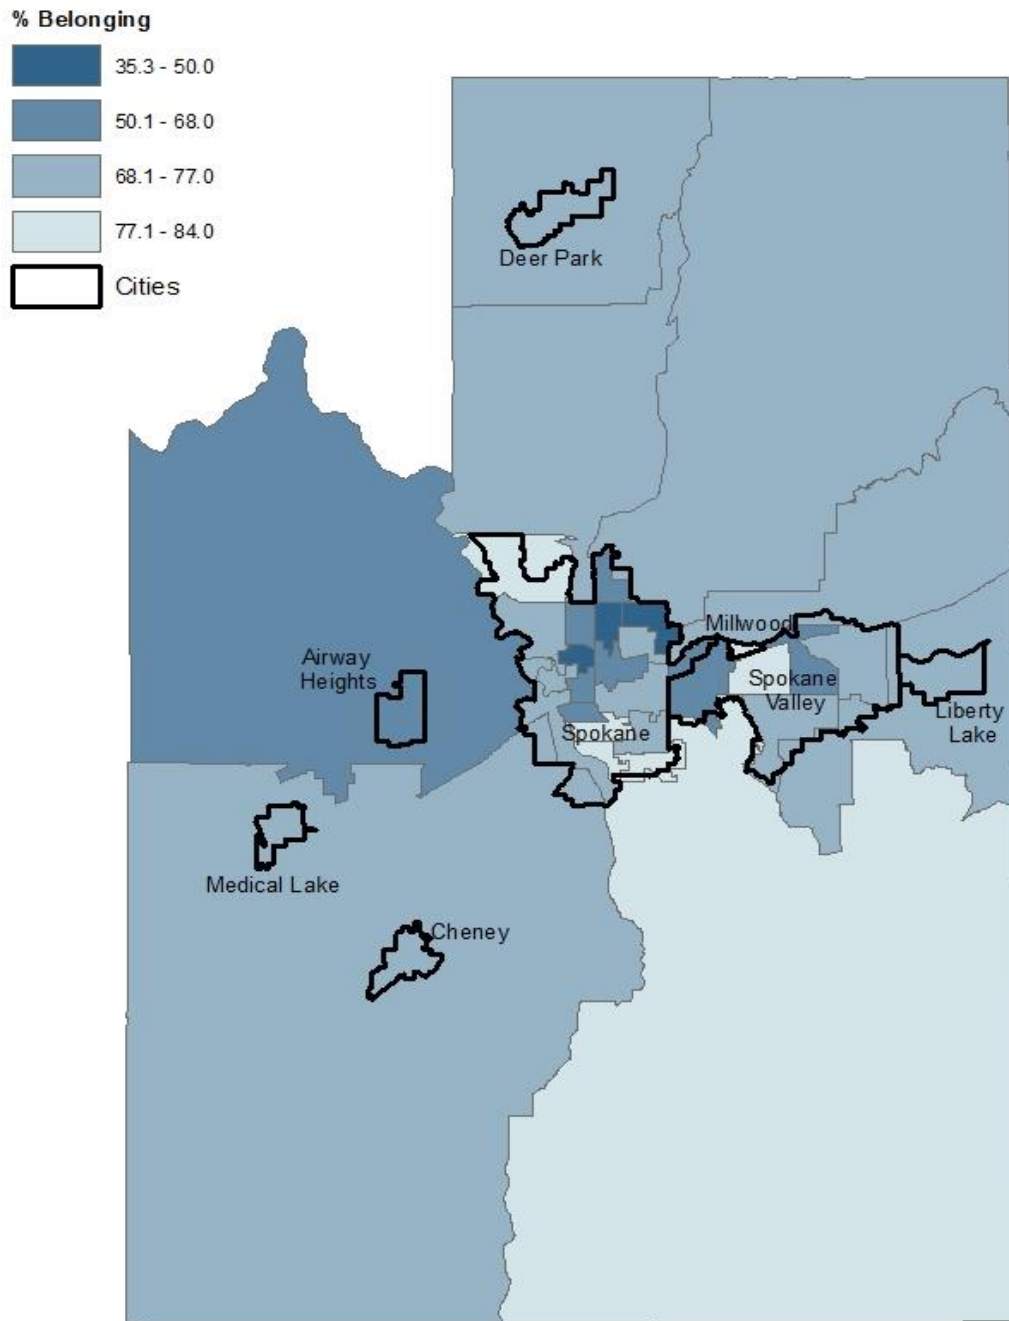 % Belonging
35.3 - 50.0
50.1 - 68.0
68.1 - 77.0
77.1 - 84.0
Cities
Deer Park
Millwood
Airway
Heights
Spokane
Valley
Liberty
Lake
Spokane
Medical Lake
Cheney